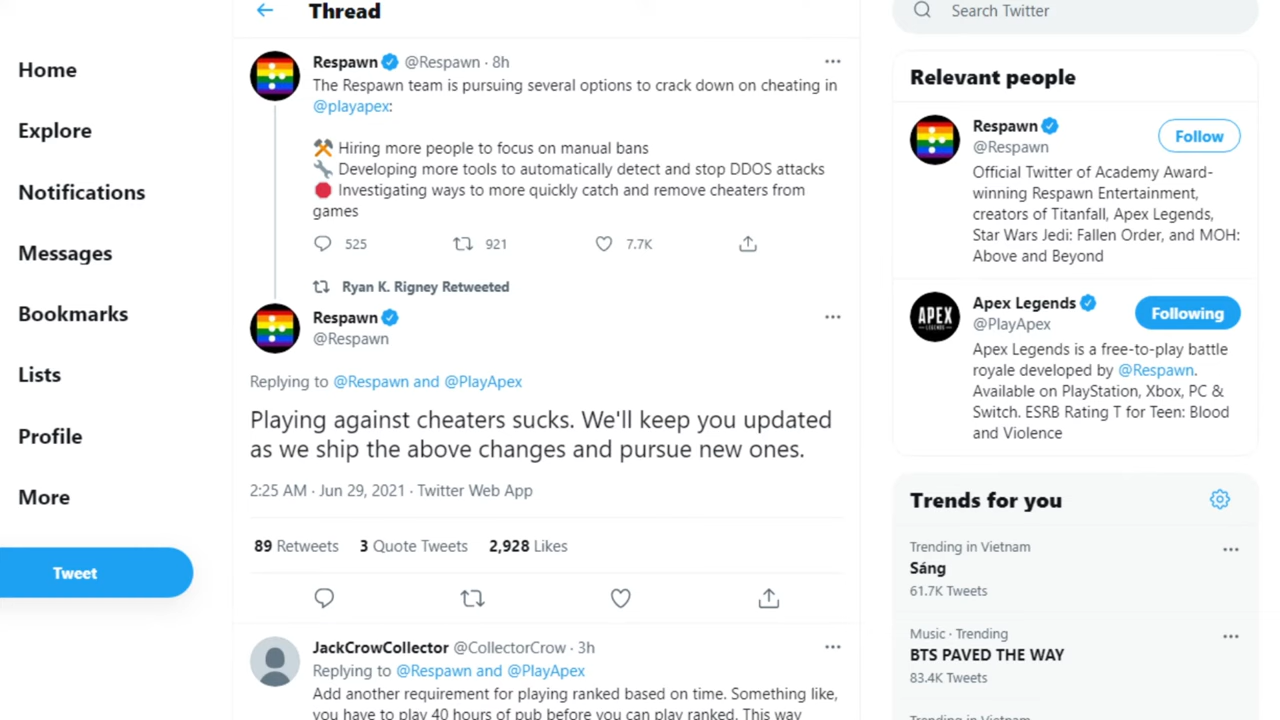 Home
Explore
Notifications
Messages
Bookmarks
Lists
Profile
More
Tweet
Thread
Respawn @Respawn · 8h
The Respawn team is pursuing several options to crack down on cheating in
@playapex:
Hiring more people to focus on manual bans
Developing more tools to automatically detect and stop DDOS attacks
Investigating ways to more quickly catch and remove cheaters from
games
525 921 7.7K
Ryan K. Rigney Retweeted
Respawn
@Respawn
Replying to @Respawn and @PlayApex
Playing against cheaters sucks. We'll keep you updated
as we ship the above changes and pursue new ones.
2:25 AM · Jun 29, 2021 · Twitter Web App
89 Retweets 3 Quote Tweets 2,928 Likes
JackCrowCollector @CollectorCrow · 3h
Replying to @Respawn and @PlayApex
Add another requirement for playing ranked based on time. Something like,
you have to play 40 hours of pub before you can play ranked. This way
Search Twitter
Relevant people
Respawn
@Respawn
Follow
Official Twitter of Academy Award-
winning Respawn Entertainment,
creators of Titanfall, Apex Legends,
Star Wars Jedi: Fallen Order, and MOH:
Above and Beyond
APEX
LEGENDS
Apex Legends
@PlayApex
Following
Apex Legends is a free-to-play battle
royale developed by @Respawn.
Available on PlayStation, Xbox, PC &
Switch. ESRB Rating T for Teen: Blood
and Violence
Trends for you
Trending in Vietnam
Sáng
61.7K Tweets
Music · Trending
BTS PAVED THE WAY
83.4K Tweets
Trending in Vietnam